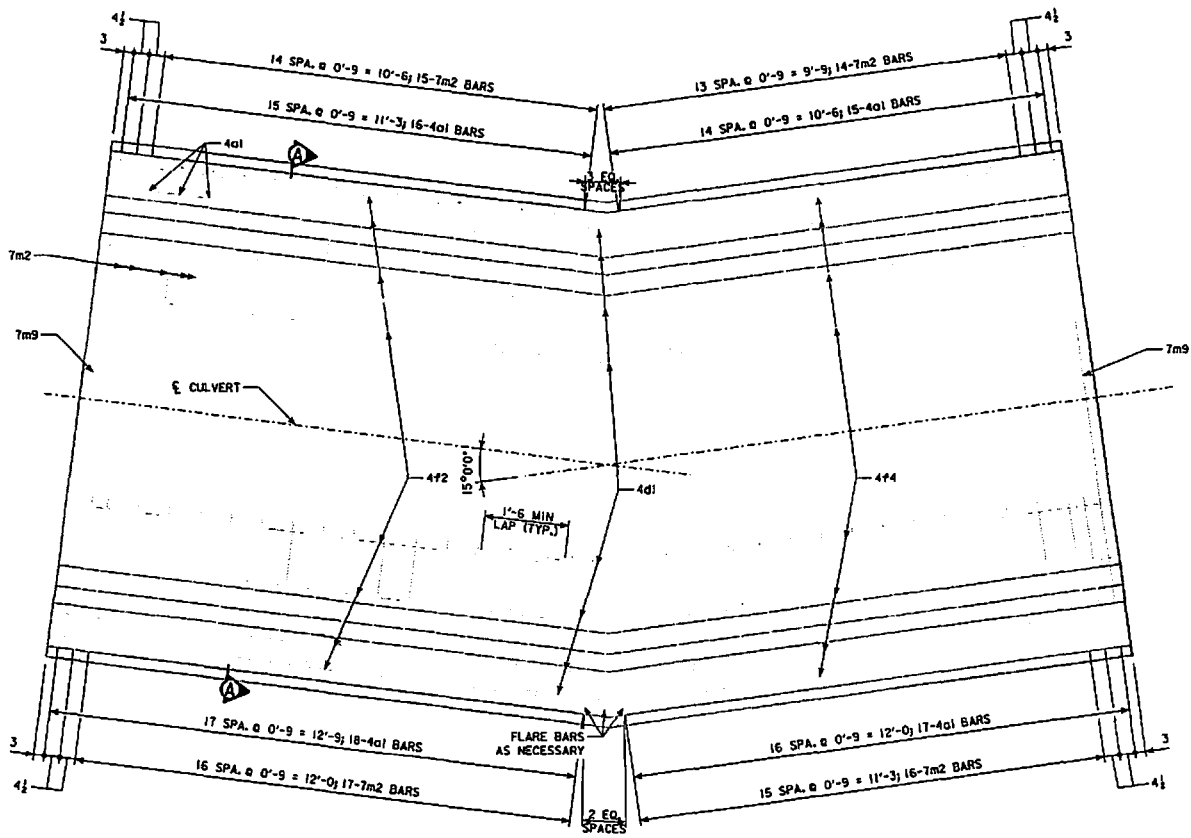 4½
3
14 SPA. @ 0'-9 = 10'-6; 15-7m2 BARS
15 SPA. @ 0'-9 = 11'-3; 16-4a1 BARS
4½
3
13 SPA. @ 0'-9 = 9'-9; 14-7m2 BARS
14 SPA. @ 0'-9 = 10'-6; 15-4a1 BARS
4a1
A
3 EQ.
SPACES
7m2
7m9
7m9
℄ CULVERT
15°0'0"
4f2
4d1
4f4
1'-6 MIN
LAP (TYP.)
A
FLARE BARS
AS NECESSARY
17 SPA. @ 0'-9 = 12'-9; 18-4a1 BARS
16 SPA. @ 0'-9 = 12'-0; 17-7m2 BARS
3
4½
2 EQ.
SPACES
16 SPA. @ 0'-9 = 12'-0; 17-4a1 BARS
15 SPA. @ 0'-9 = 11'-3; 16-7m2 BARS
3
4½